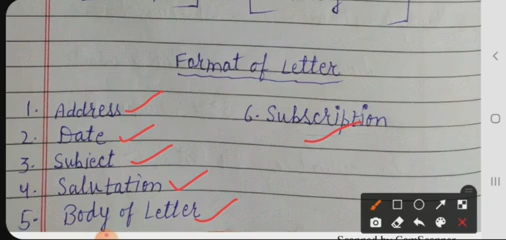 Format of Letter
1. Address
2. Date
3. Subject
4. Salutation
5- Body of Letter
6. Subscription